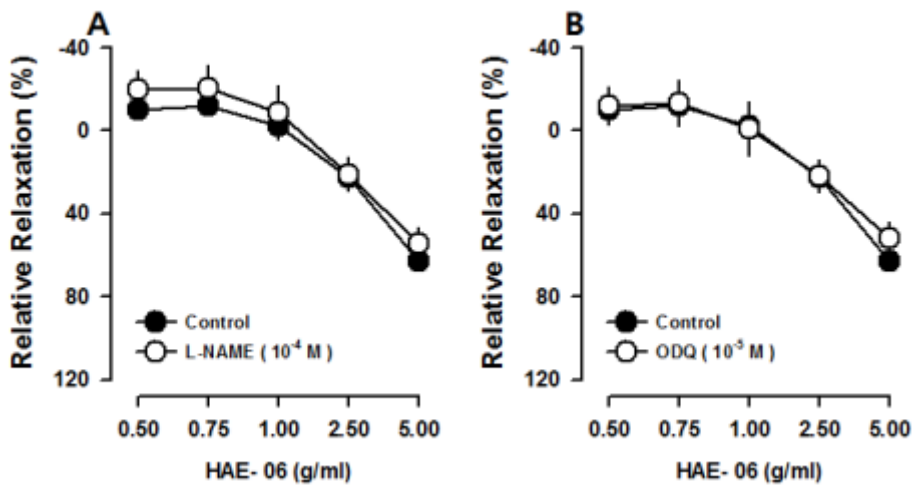 A
Relative Relaxation (%)
-40
0
40
80
120
Control
L-NAME ( 10⁻⁴ M )
0.50 0.75 1.00 2.50 5.00
HAE- 06 (g/ml)
B
Relative Relaxation (%)
-40
0
40
80
120
Control
ODQ ( 10⁻⁵ M )
0.50 0.75 1.00 2.50 5.00
HAE- 06 (g/ml)